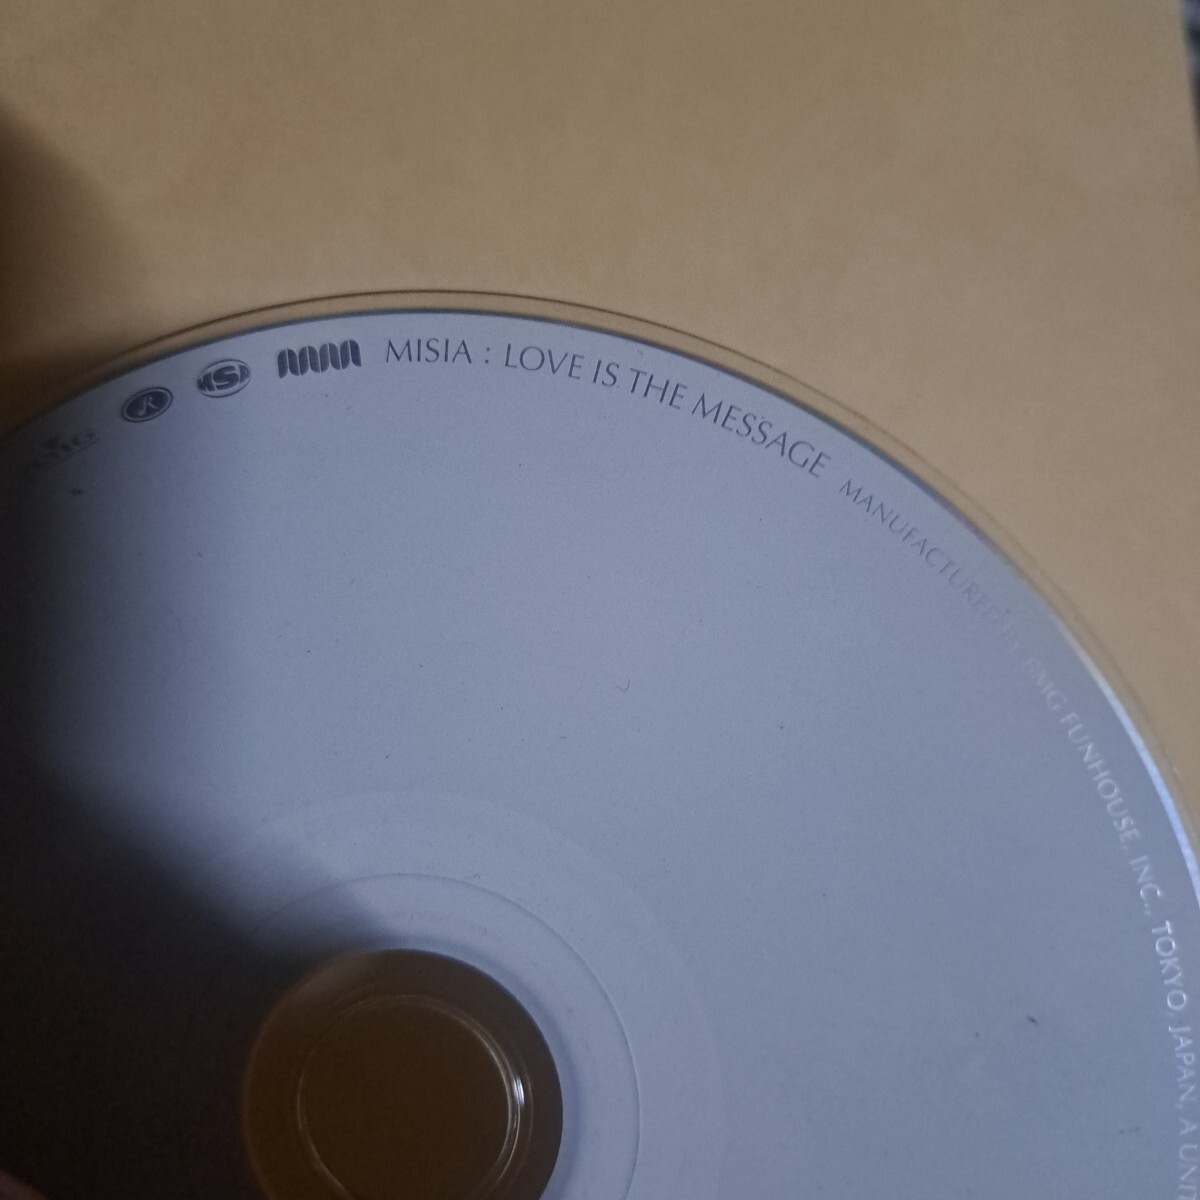 MISIA : LOVE IS THE MESSAGE MANUFACTURED BY BMG FUNHOUSE, INC., TOKYO, JAPAN, A
R